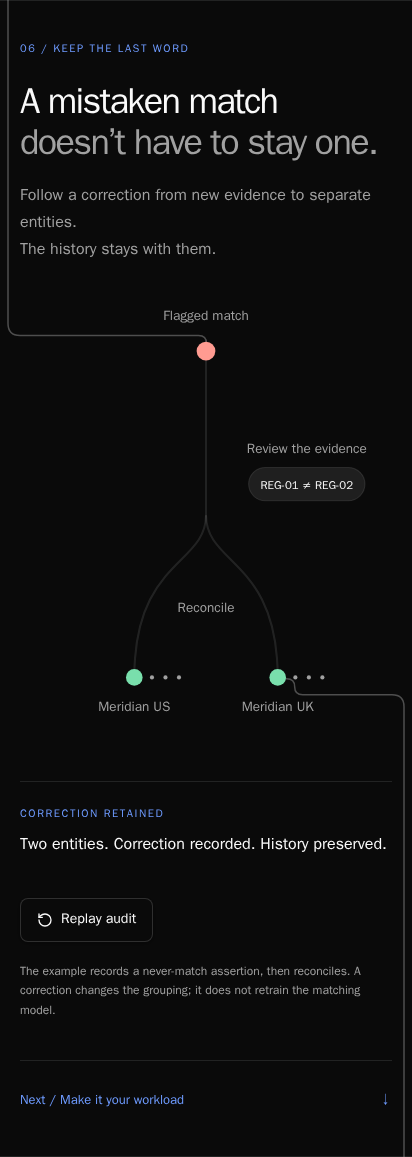 06 / KEEP THE LAST WORD
A mistaken match
doesn’t have to stay one.
Follow a correction from new evidence to separate
entities.
The history stays with them.
Flagged match
Review the evidence
REG-01 ≠ REG-02
Reconcile
Meridian US
Meridian UK
CORRECTION RETAINED
Two entities. Correction recorded. History preserved.
Replay audit
The example records a never-match assertion, then reconciles. A
correction changes the grouping; it does not retrain the matching
model.
Next / Make it your workload ↓